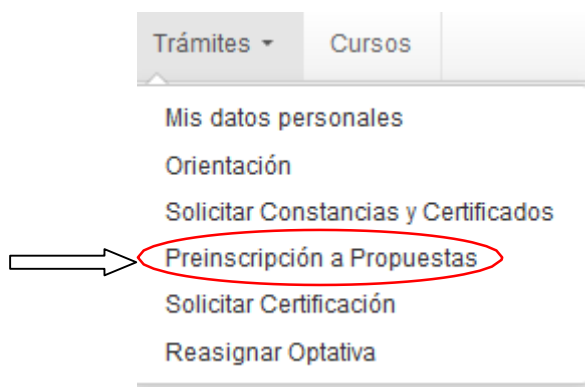 Trámites Cursos
Mis datos personales
Orientación
Solicitar Constancias y Certificados
Preinscripción a Propuestas
Solicitar Certificación
Reasignar Optativa